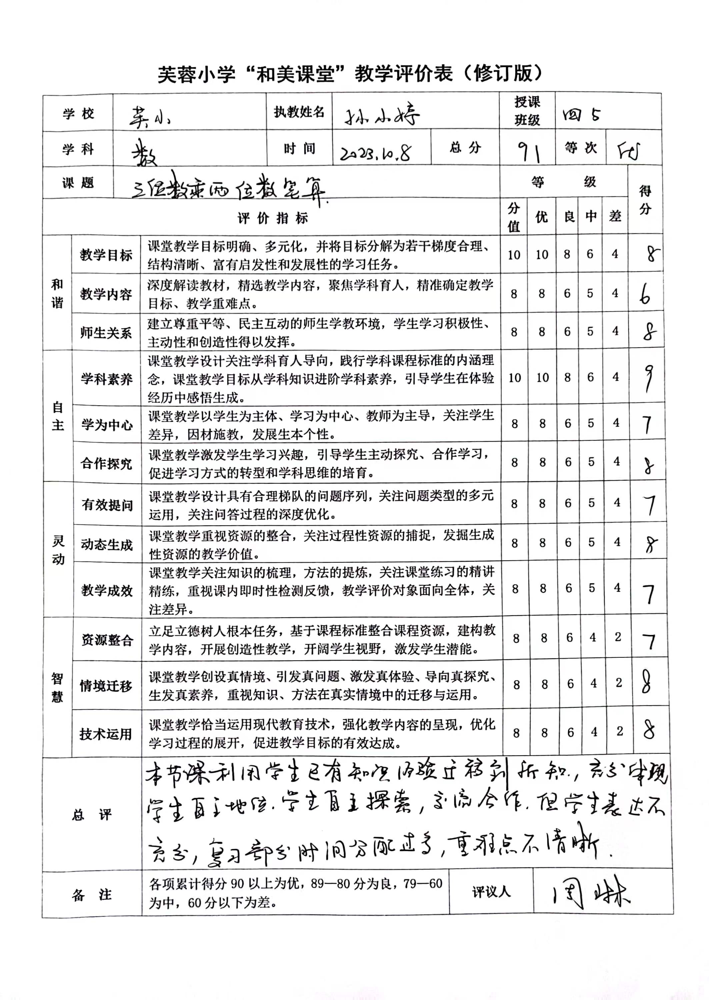 芙蓉小学“和美课堂”教学评价表（修订版）
学 校 芙小 执教姓名 孙小婷 授课班级 四5
学 科 数 时 间 2023.10.8 总 分 91 等 次 优
课 题 三位数乘两位数笔算. 等 级 得分
评 价 指 标 分值 优 良 中 差
和谐
教学目标 课堂教学目标明确、多元化，并将目标分解为若干梯度合理、 10 10 8 6 4 8
结构清晰、富有启发性和发展性的学习任务。
教学内容 深度解读教材，精选教学内容，聚焦学科育人，精准确定教学 8 8 6 5 4 6
目标、教学重难点。
师生关系 建立尊重平等、民主互动的师生学教环境，学生学习积极性、 8 8 6 5 4 8
主动性和创造性得以发挥。
自主
学科素养 课堂教学设计关注学科育人导向，践行学科课程标准的内涵理 10 10 8 6 4 9
念，课堂教学目标从学科知识进阶学科素养，引导学生在体验
经历中感悟生成。
学为中心 课堂教学以学生为主体、学习为中心、教师为主导，关注学生 8 8 6 5 4 7
差异，因材施教，发展生本个性。
合作探究 课堂教学激发学生学习兴趣，引导学生主动探究、合作学习， 8 8 6 5 4 8
促进学习方式的转型和学科思维的培育。
灵动
有效提问 课堂教学设计具有合理梯队的问题序列，关注问题类型的多元 8 8 6 5 4 7
运用，关注问答过程的深度优化。
动态生成 课堂教学重视资源的整合，关注过程性资源的捕捉，发掘生成 8 8 6 5 4 8
性资源的教学价值。
教学成效 课堂教学关注知识的梳理，方法的提炼，关注课堂练习的精讲 8 8 6 5 4 7
精练，重视课内即时性检测反馈，教学评价对象面向全体，关
注差异。
智慧
资源整合 立足立德树人根本任务，基于课程标准整合课程资源，建构教 8 8 6 4 2 7
学内容，开展创造性教学，开阔学生视野，激发学生潜能。
情境迁移 课堂教学创设真情境、引发真问题、激发真体验、导向真探究、 8 8 6 4 2 8
生发真素养，重视知识、方法在真实情境中的迁移与运用。
技术运用 课堂教学恰当运用现代教育技术，强化教学内容的呈现，优化 8 8 6 4 2 8
学习过程的展开，促进教学目标的有效达成。
总 评 本节课利用学生已有知识经验迁移到新知，充分体现
学生自主地位.学生自主探索，交流合作.但学生表达不
充分，复习部分时间分配过多，重难点不清晰.
备 注 各项累计得分 90 以上为优，89—80 分为良，79—60 评议人 周琳
为中，60 分以下为差。